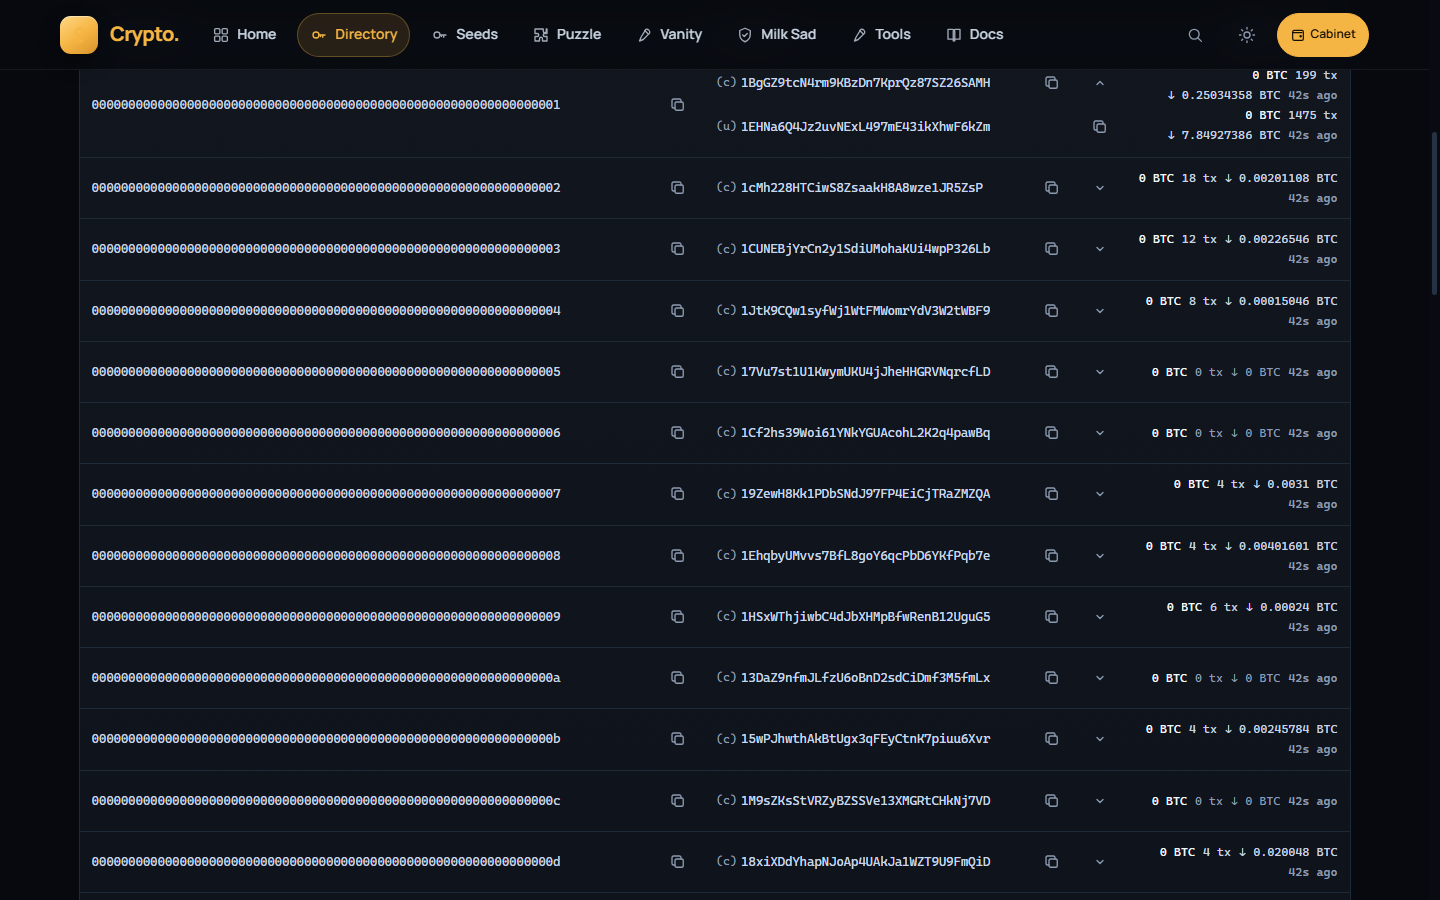 Crypto. Home Directory Seeds Puzzle Vanity Milk Sad Tools Docs Cabinet
0000000000000000000000000000000000000000000000000000000000000001
(c) 1BgGZ9tcN4rm9KBzDn7KprQz87SZ26SAMH
(u) 1EHNa6Q4Jz2uvNExL497mE43ikXhwF6kZm
0 BTC 199 tx
↓ 0.25034358 BTC 42s ago
0 BTC 1475 tx
↓ 7.84927386 BTC 42s ago
0000000000000000000000000000000000000000000000000000000000000002 (c) 1cMh228HTCiwS8ZsaakH8A8wze1JR5ZsP 0 BTC 18 tx ↓ 0.00201108 BTC
42s ago
0000000000000000000000000000000000000000000000000000000000000003 (c) 1CUNEBjYrCn2y1SdiUMohaKUi4wpP326Lb 0 BTC 12 tx ↓ 0.00226546 BTC
42s ago
0000000000000000000000000000000000000000000000000000000000000004 (c) 1JtK9CQw1syfWj1WtFMWomrYdV3W2tWBF9 0 BTC 8 tx ↓ 0.00015046 BTC
42s ago
0000000000000000000000000000000000000000000000000000000000000005 (c) 17Vu7st1U1KwymUKU4jJheHHGRVNqrcfLD 0 BTC 0 tx ↓ 0 BTC 42s ago
0000000000000000000000000000000000000000000000000000000000000006 (c) 1Cf2hs39Woi61YNkYGUAcohL2K2q4pawBq 0 BTC 0 tx ↓ 0 BTC 42s ago
0000000000000000000000000000000000000000000000000000000000000007 (c) 19ZewH8Kk1PDbSNdJ97FP4EiCjTRaZMZQA 0 BTC 4 tx ↓ 0.0031 BTC
42s ago
0000000000000000000000000000000000000000000000000000000000000008 (c) 1EhqbyUMvvs7BfL8goY6qcPbD6YKfPqb7e 0 BTC 4 tx ↓ 0.00401601 BTC
42s ago
0000000000000000000000000000000000000000000000000000000000000009 (c) 1HSxWThjiwbC4dJbXHMpBfwRenB12UguG5 0 BTC 6 tx ↓ 0.00024 BTC
42s ago
000000000000000000000000000000000000000000000000000000000000000a (c) 13DaZ9nfmJLfzU6oBnD2sdCiDmf3M5fmLx 0 BTC 0 tx ↓ 0 BTC 42s ago
000000000000000000000000000000000000000000000000000000000000000b (c) 15wPJhwthAkBtUgx3qFEyCtnK7piuu6Xvr 0 BTC 4 tx ↓ 0.00245784 BTC
42s ago
000000000000000000000000000000000000000000000000000000000000000c (c) 1M9sZKsStVRZyBZSSVe13XMGRtCHkNj7VD 0 BTC 0 tx ↓ 0 BTC 42s ago
000000000000000000000000000000000000000000000000000000000000000d (c) 18xiXDdYhapNJoAp4UAkJa1WZT9U9FmQiD 0 BTC 4 tx ↓ 0.020048 BTC
42s ago